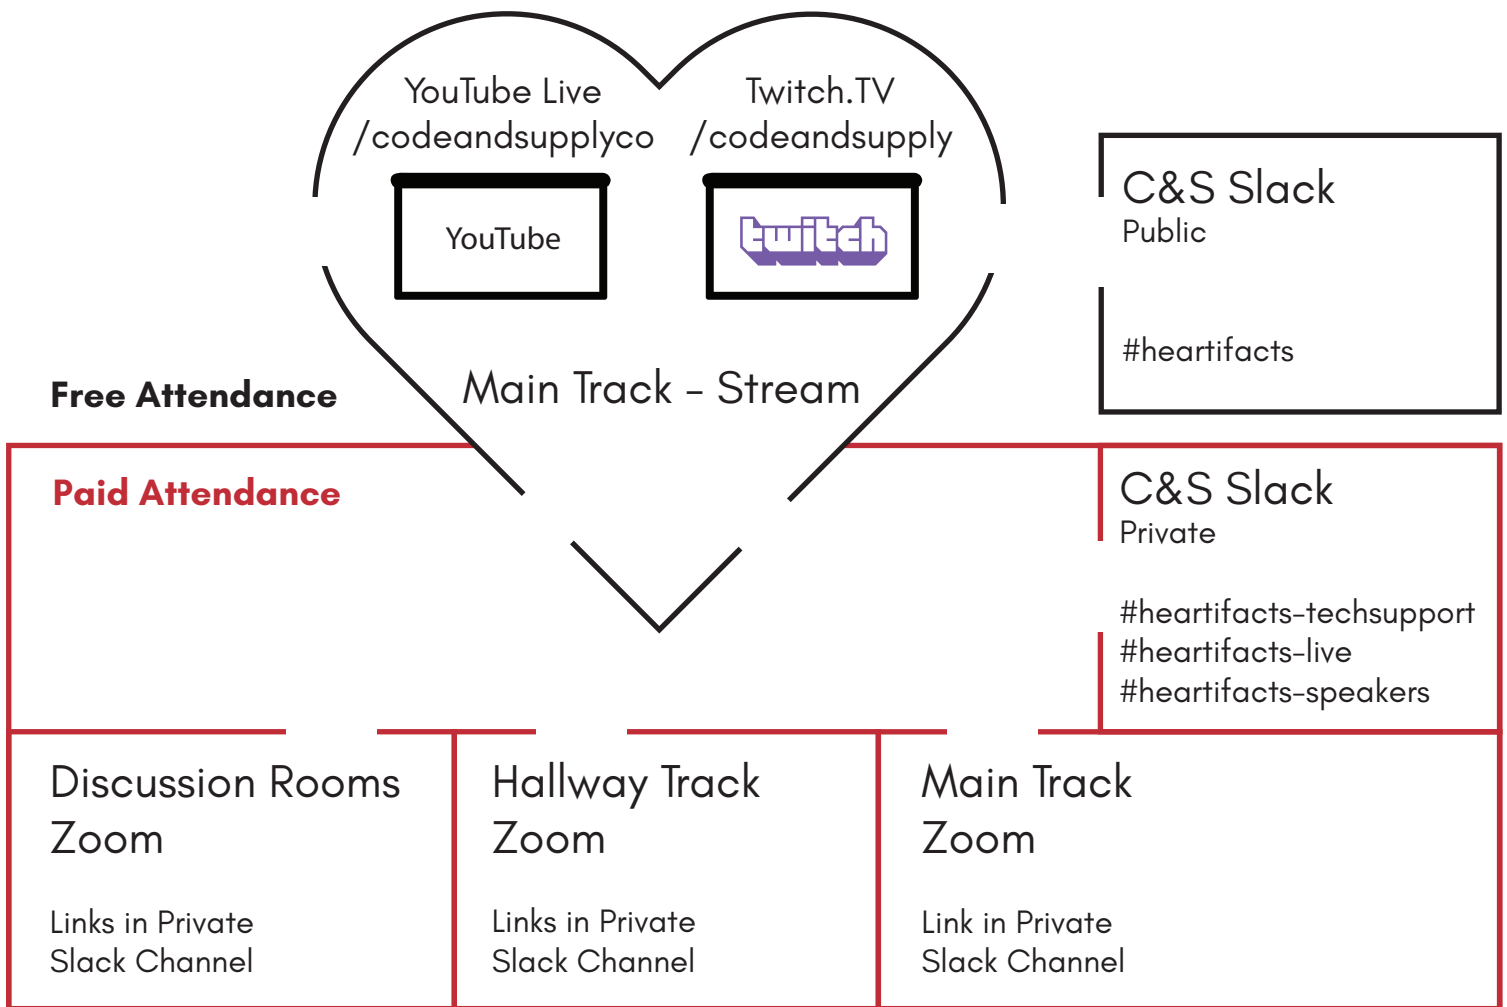 YouTube Live
/codeandsupplyco
Twitch.TV
/codeandsupply
YouTube
twitch
Main Track - Stream
C&S Slack
Public
#heartifacts
Free Attendance
Paid Attendance
C&S Slack
Private
#heartifacts-techsupport
#heartifacts-live
#heartifacts-speakers
Discussion Rooms
Zoom
Links in Private
Slack Channel
Hallway Track
Zoom
Links in Private
Slack Channel
Main Track
Zoom
Link in Private
Slack Channel